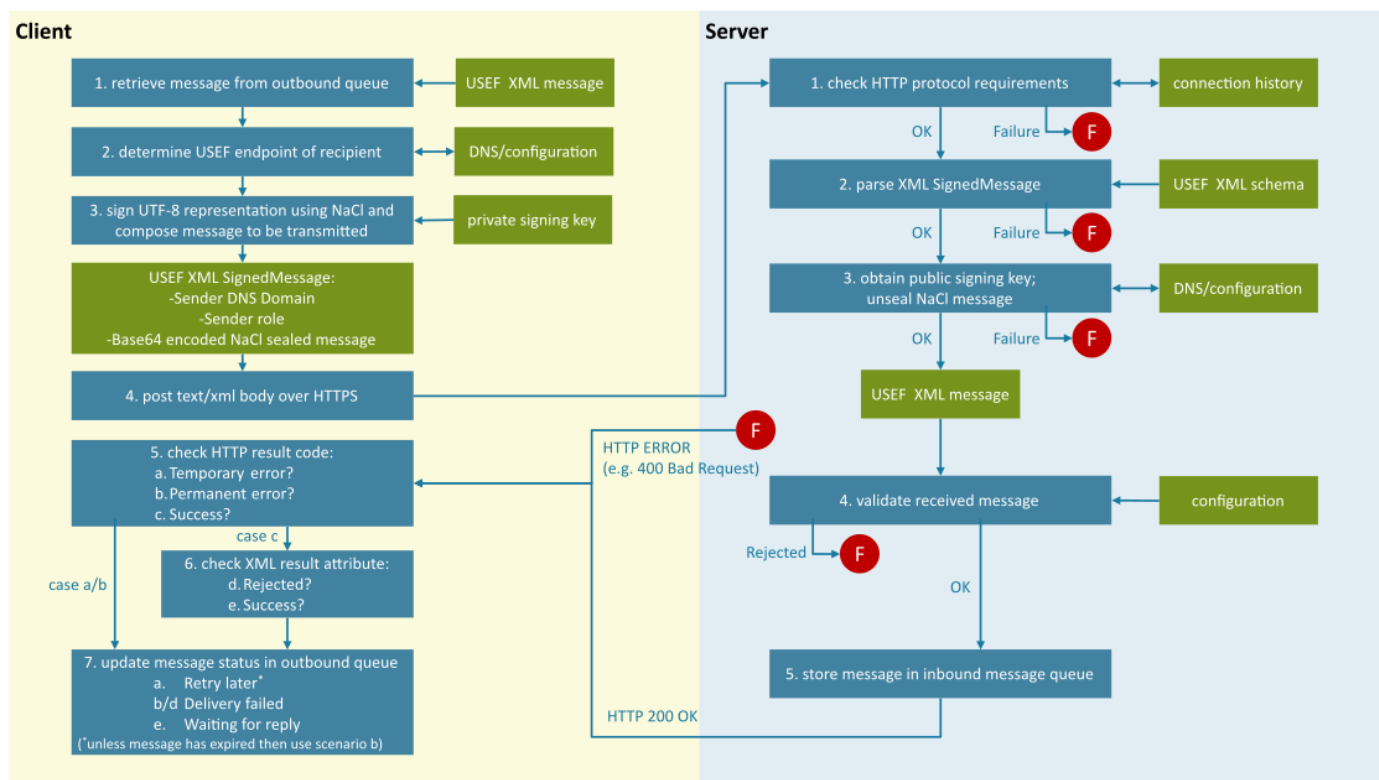 Client
1. retrieve message from outbound queue
USEF XML message
2. determine USEF endpoint of recipient
DNS/configuration
3. sign UTF-8 representation using NaCl and
compose message to be transmitted
private signing key
USEF XML SignedMessage:
-Sender DNS Domain
-Sender role
-Base64 encoded NaCl sealed message
4. post text/xml body over HTTPS
5. check HTTP result code:
a. Temporary error?
b. Permanent error?
c. Success?
case c
case a/b
6. check XML result attribute:
d. Rejected?
e. Success?
7. update message status in outbound queue
a. Retry later*
b/d Delivery failed
e. Waiting for reply
(*unless message has expired then use scenario b)
Server
1. check HTTP protocol requirements
connection history
OK
Failure
F
2. parse XML SignedMessage
USEF XML schema
OK
Failure
F
3. obtain public signing key;
unseal NaCl message
DNS/configuration
OK
Failure
F
USEF XML message
F
HTTP ERROR
(e.g. 400 Bad Request)
4. validate received message
configuration
Rejected
F
OK
5. store message in inbound message queue
HTTP 200 OK